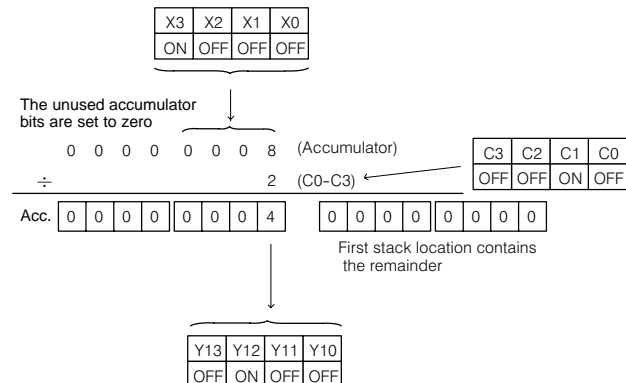 X3 X2 X1 X0
ON OFF OFF OFF
The unused accumulator
bits are set to zero
0 0 0 0 0 0 0 8 (Accumulator)
÷ 2 (C0-C3)
C3 C2 C1 C0
OFF OFF ON OFF
Acc. 0 0 0 0 0 0 0 4 0 0 0 0 0 0 0 0
First stack location contains
the remainder
Y13 Y12 Y11 Y10
OFF ON OFF OFF